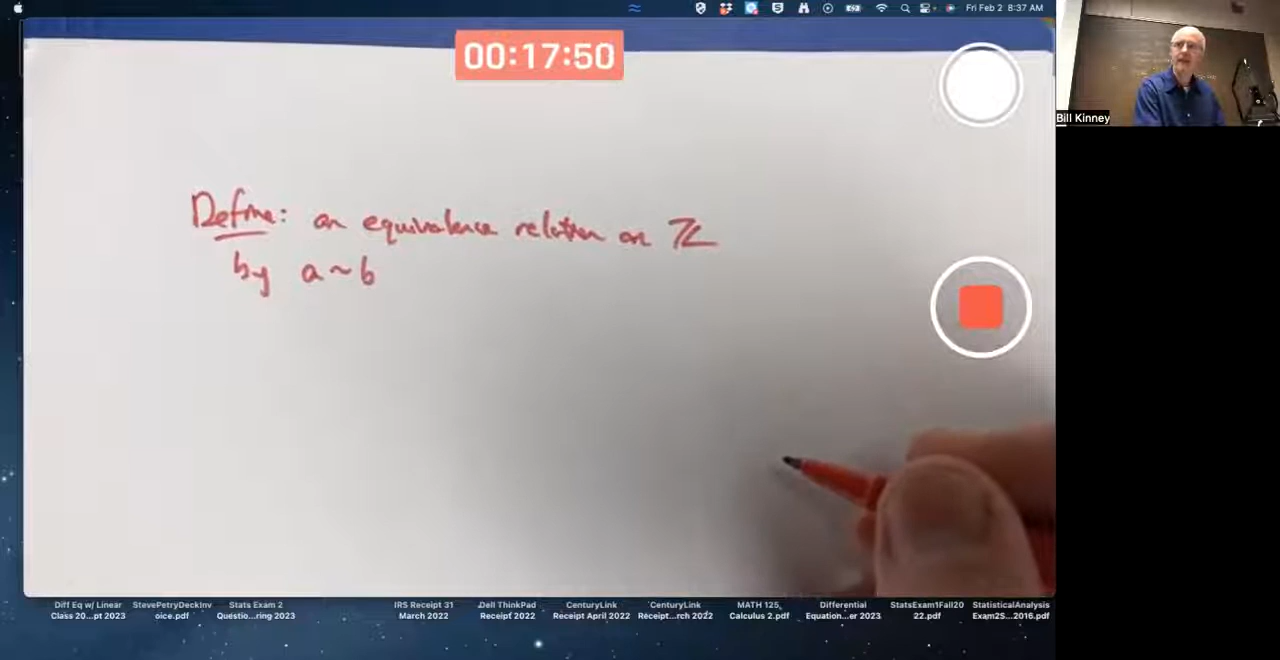 Fri Feb 2 8:37 AM
00:17:50
Bill Kinney
Define: an equivalence relation on ℤ
by a ~ b
Diff Eq w/ Linear
Class 20...pt 2023
StevePetryDeckInv
oice.pdf
Stats Exam 2
Questio...ring 2023
IRS Receipt 31
March 2022
Dell ThinkPad
Receipt 2022
CenturyLink
Receipt April 2022
CenturyLink
Receipt...rch 2022
MATH 125,
Calculus 2.pdf
Differential
Equation...er 2023
StatsExam1Fall20
22.pdf
StatisticalAnalysis
Exam2S...2016.pdf